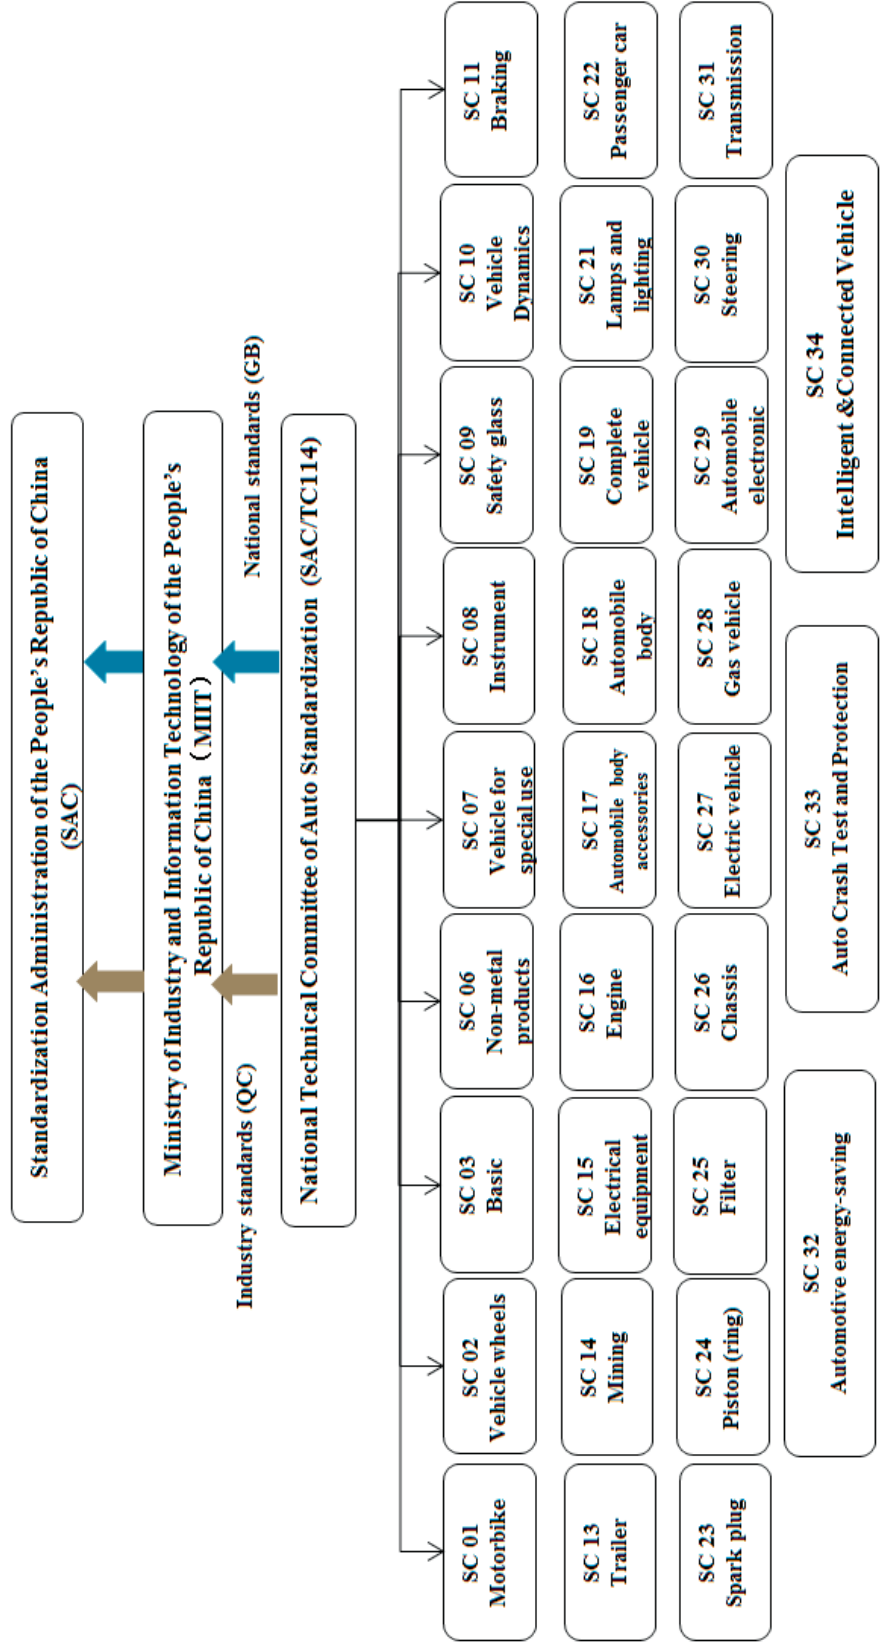 Standardization Administration of the People's Republic of China
(SAC)
Ministry of Industry and Information Technology of the People's
Republic of China（MIIT）
Industry standards (QC)
National standards (GB)
National Technical Committee of Auto Standardization (SAC/TC114)
SC 01
Motorbike
SC 02
Vehicle wheels
SC 03
Basic
SC 06
Non-metal
products
SC 07
Vehicle for
special use
SC 08
Instrument
SC 09
Safety glass
SC 10
Vehicle
Dynamics
SC 11
Braking
SC 13
Trailer
SC 14
Mining
SC 15
Electrical
equipment
SC 16
Engine
SC 17
Automobile body
accessories
SC 18
Automobile
body
SC 19
Complete
vehicle
SC 21
Lamps and
lighting
SC 22
Passenger car
SC 23
Spark plug
SC 24
Piston (ring)
SC 25
Filter
SC 26
Chassis
SC 27
Electric vehicle
SC 28
Gas vehicle
SC 29
Automobile
electronic
SC 30
Steering
SC 31
Transmission
SC 32
Automotive energy-saving
SC 33
Auto Crash Test and Protection
SC 34
Intelligent &Connected Vehicle